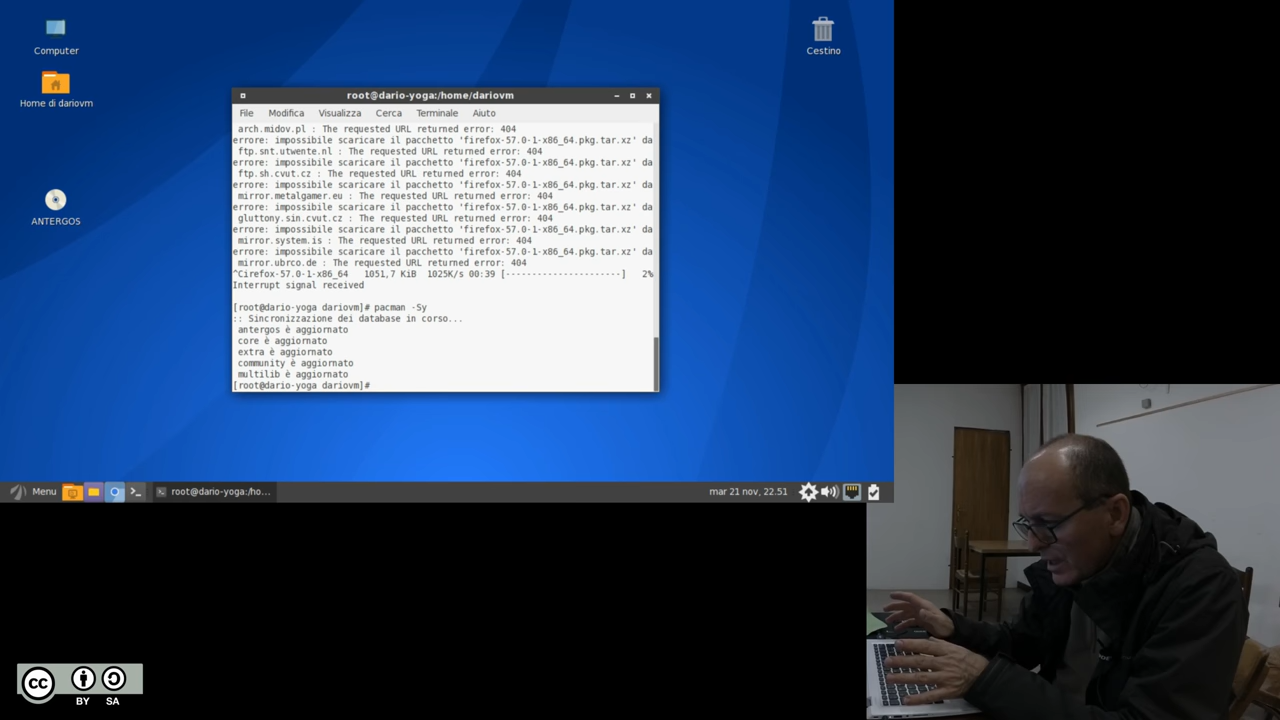 Computer
Home di dariovm
ANTERGOS
Cestino
root@dario-yoga:/home/dariovm
File Modifica Visualizza Cerca Terminale Aiuto
arch.midov.pl : The requested URL returned error: 404
errore: impossibile scaricare il pacchetto 'firefox-57.0-1-x86_64.pkg.tar.xz' da
ftp.snt.utwente.nl : The requested URL returned error: 404
errore: impossibile scaricare il pacchetto 'firefox-57.0-1-x86_64.pkg.tar.xz' da
ftp.sh.cvut.cz : The requested URL returned error: 404
errore: impossibile scaricare il pacchetto 'firefox-57.0-1-x86_64.pkg.tar.xz' da
mirror.metalgamer.eu : The requested URL returned error: 404
errore: impossibile scaricare il pacchetto 'firefox-57.0-1-x86_64.pkg.tar.xz' da
gluttony.sin.cvut.cz : The requested URL returned error: 404
errore: impossibile scaricare il pacchetto 'firefox-57.0-1-x86_64.pkg.tar.xz' da
mirror.system.is : The requested URL returned error: 404
errore: impossibile scaricare il pacchetto 'firefox-57.0-1-x86_64.pkg.tar.xz' da
mirror.ubrco.de : The requested URL returned error: 404
^Cirefox-57.0-1-x86_64 1051,7 KiB 1025K/s 00:39 [---------------------] 2%
Interrupt signal received
[root@dario-yoga dariovm]# pacman -Sy
:: Sincronizzazione dei database in corso...
antergos è aggiornato
core è aggiornato
extra è aggiornato
community è aggiornato
multilib è aggiornato
[root@dario-yoga dariovm]#
Menu
root@dario-yoga:/ho...
mar 21 nov, 22.51
cc
BY SA